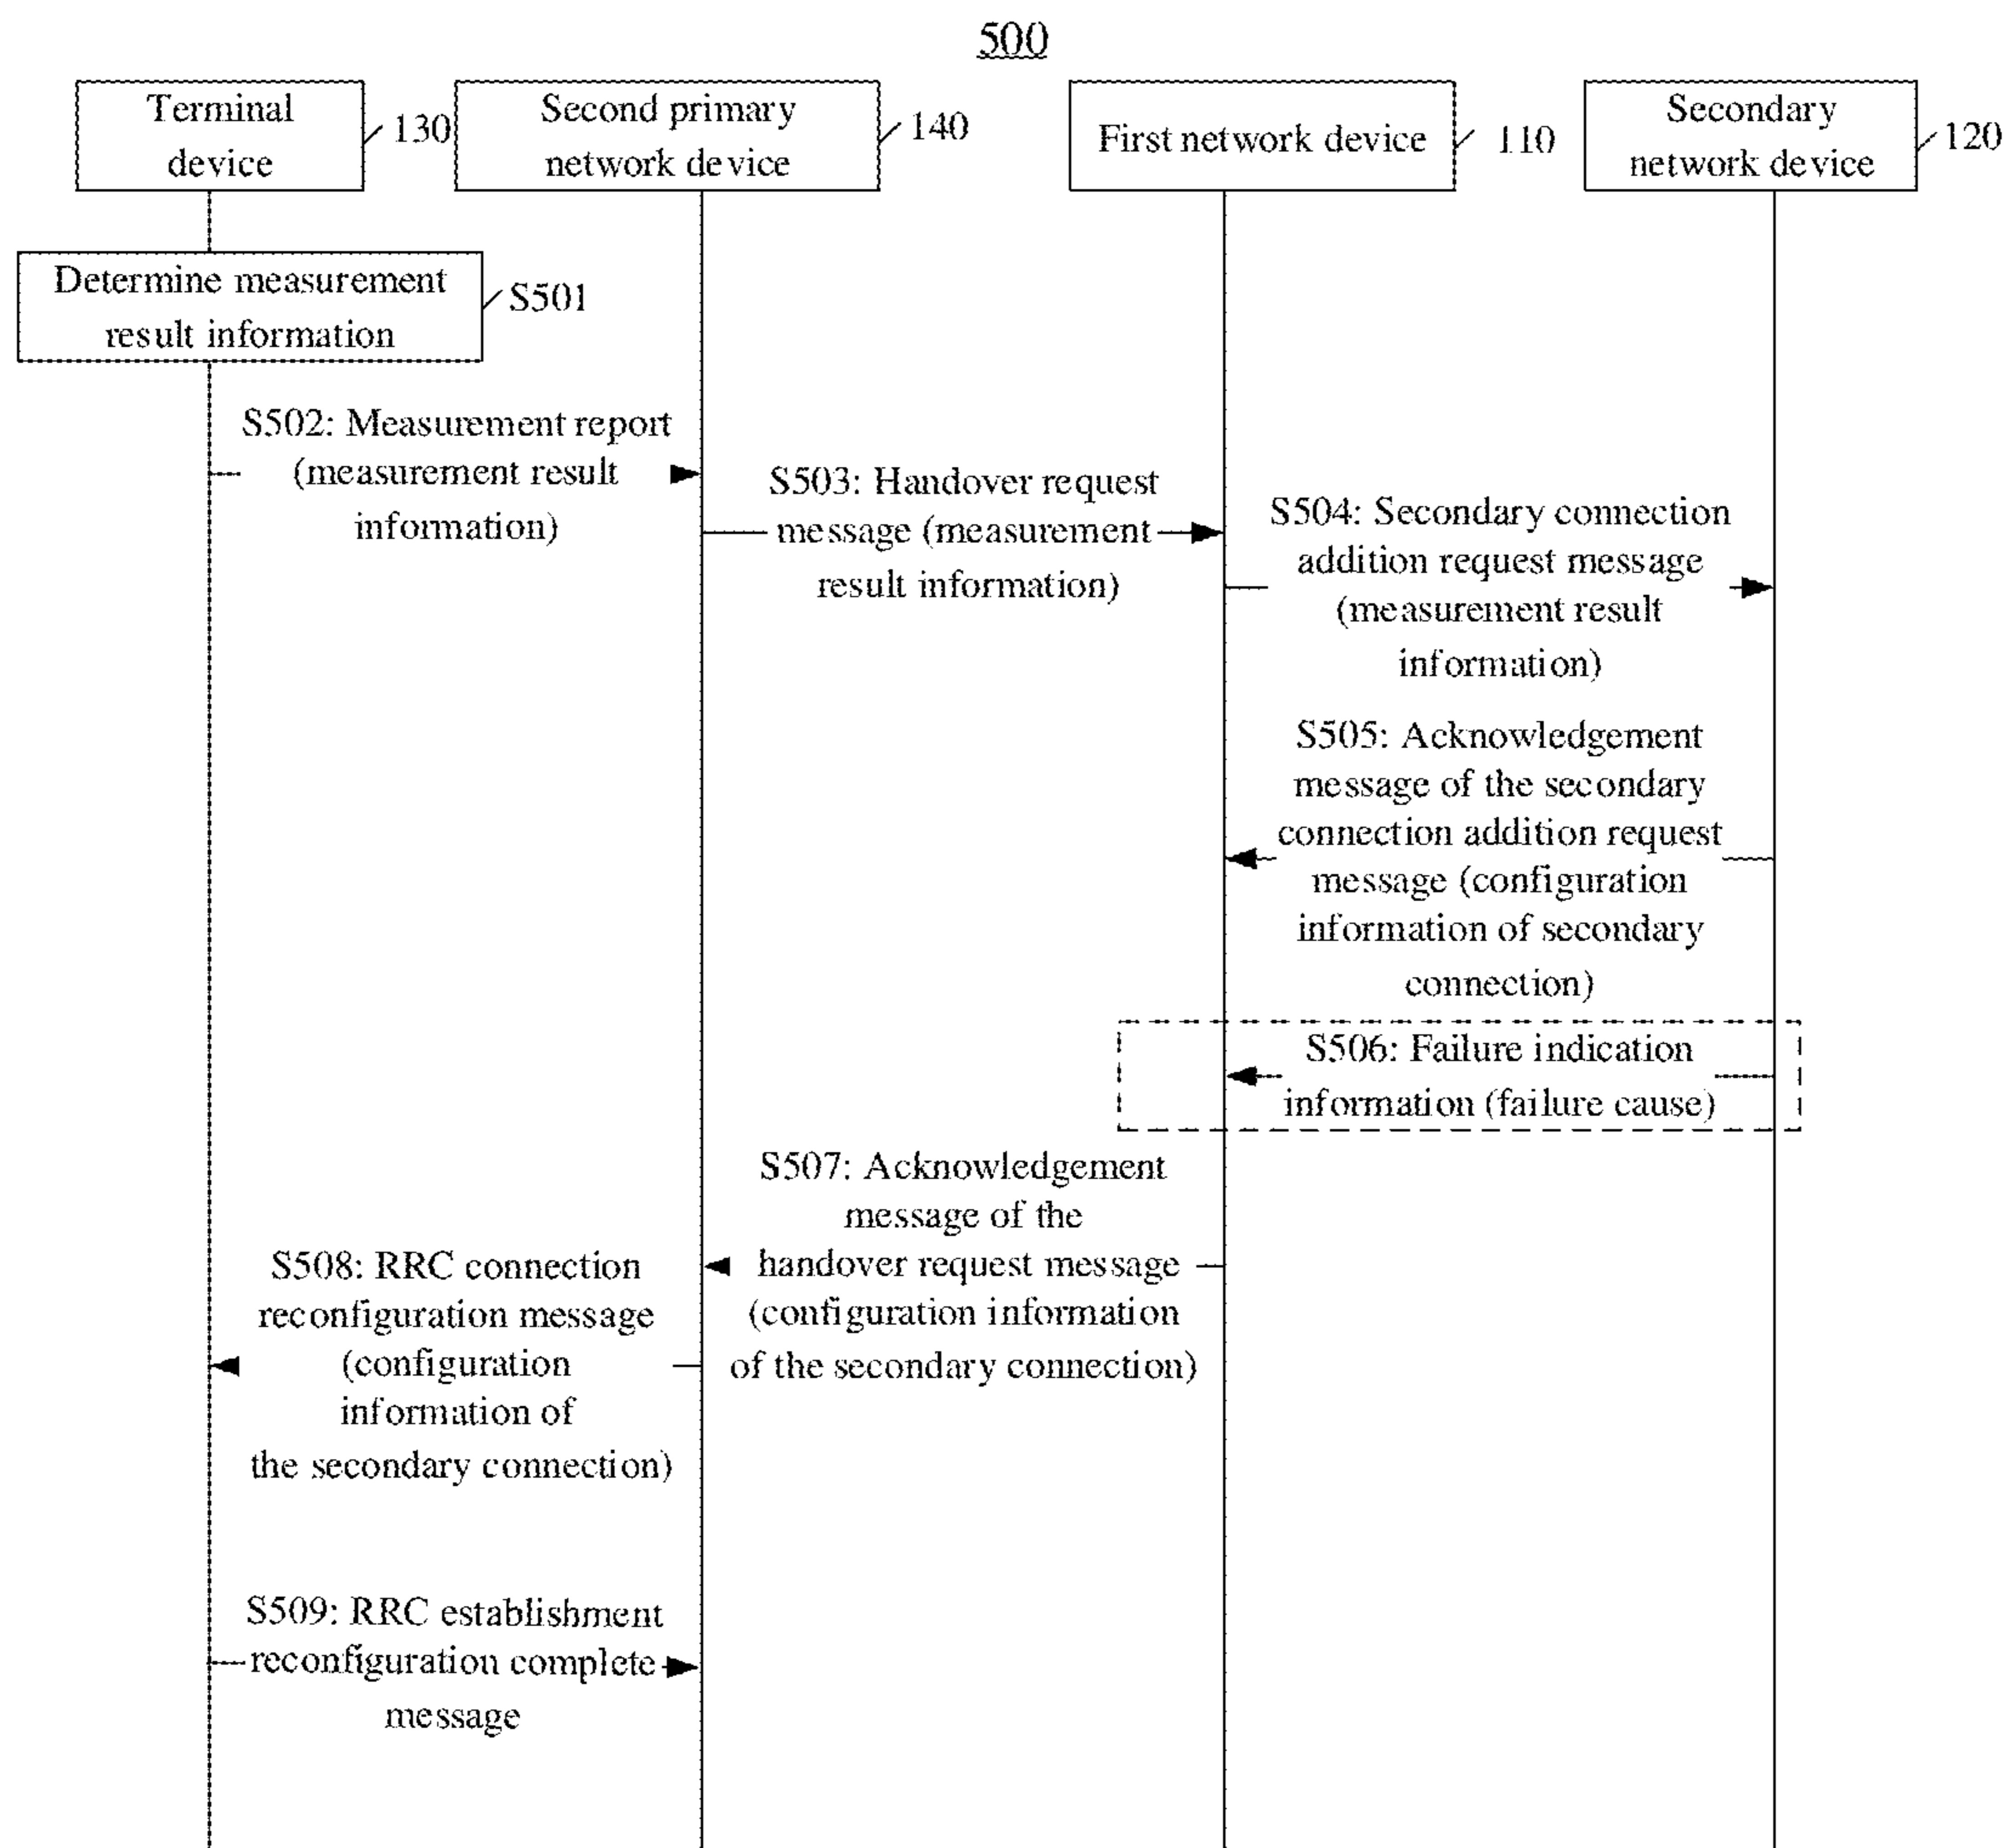 500
Terminal
device
130
Second primary
network device
140
First network device
110
Secondary
network device
120
Determine measurement
result information
S501
S502: Measurement report
(measurement result
information)
S503: Handover request
message (measurement
result information)
S504: Secondary connection
addition request message
(measurement result
information)
S505: Acknowledgement
message of the secondary
connection addition request
message (configuration
information of secondary
connection)
S506: Failure indication
information (failure cause)
S507: Acknowledgement
message of the
handover request message
(configuration information
of the secondary connection)
S508: RRC connection
reconfiguration message
(configuration
information of
the secondary connection)
S509: RRC establishment
reconfiguration complete
message